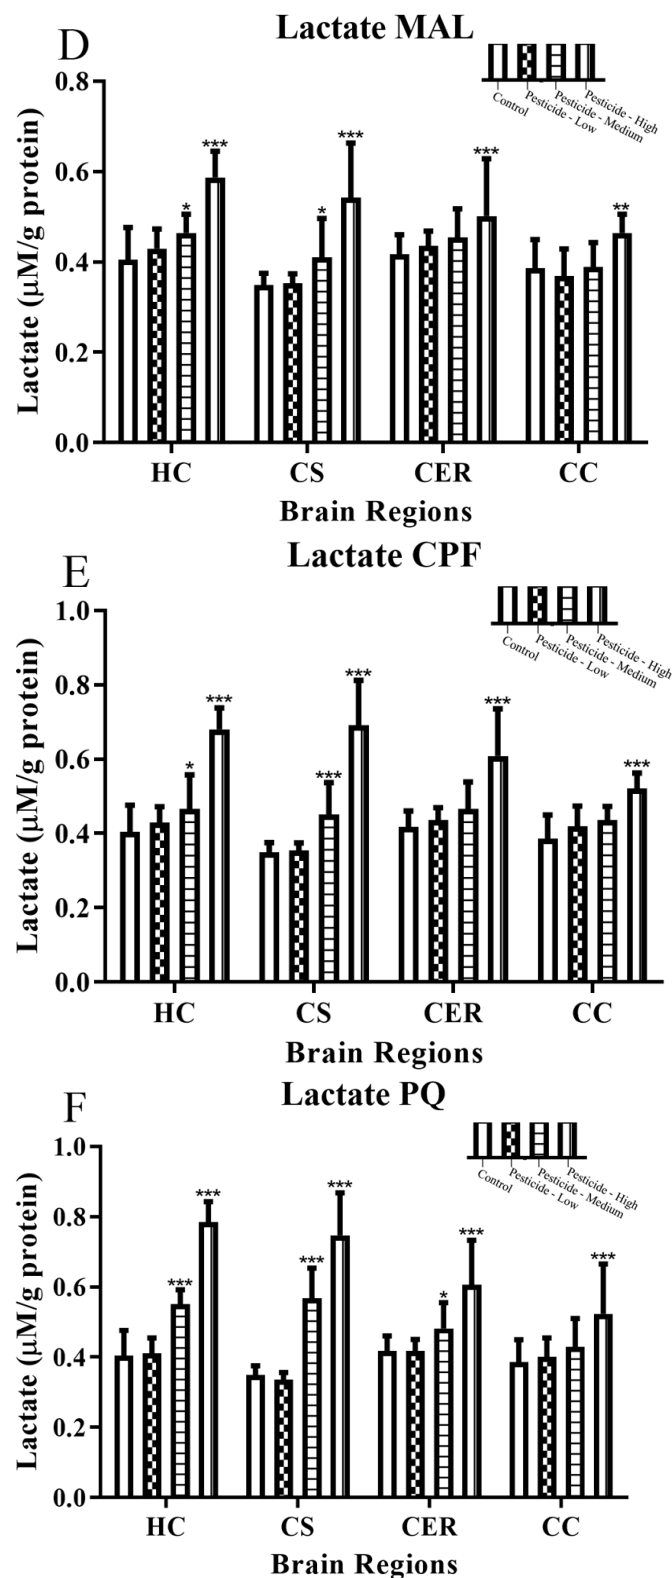 D
Lactate MAL
Control
Pesticide - Low
Pesticide - Medium
Pesticide - High
Lactate (µM/g protein)
0.8
0.6
0.4
0.2
0.0
* ***
* ***
***
**
HC CS CER CC
Brain Regions
E
Lactate CPF
Control
Pesticide - Low
Pesticide - Medium
Pesticide - High
Lactate (µM/g protein)
1.0
0.8
0.6
0.4
0.2
0.0
* ***
*** ***
***
***
HC CS CER CC
Brain Regions
F
Lactate PQ
Control
Pesticide - Low
Pesticide - Medium
Pesticide - High
Lactate (µM/g protein)
1.0
0.8
0.6
0.4
0.2
0.0
*** ***
*** ***
* ***
***
HC CS CER CC
Brain Regions